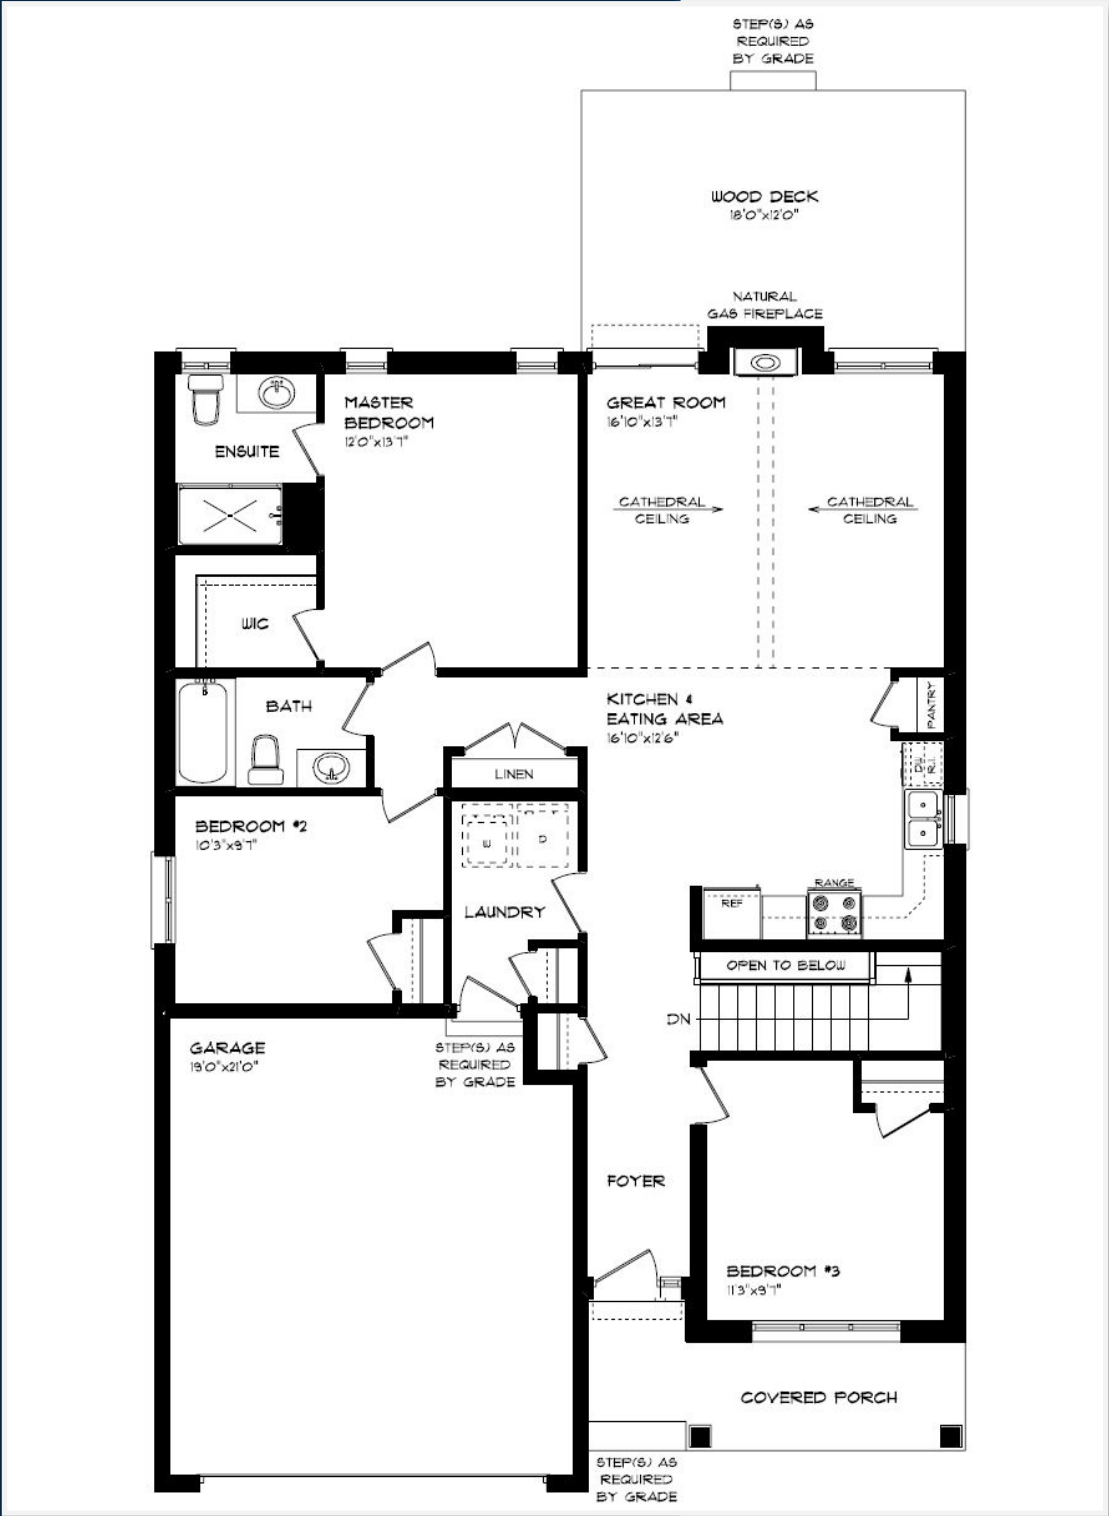 STEP(S) AS
REQUIRED
BY GRADE
WOOD DECK
18'0"x12'0"
NATURAL
GAS FIREPLACE
MASTER
BEDROOM
12'0"x13'7"
GREAT ROOM
16'10"x13'7"
ENSUITE
CATHEDRAL
CEILING
CATHEDRAL
CEILING
WIC
BATH
KITCHEN &
EATING AREA
16'10"x12'6"
PANTRY
LINEN
D.W.
R.I.
BEDROOM #2
10'3"x9'7"
W
D
RANGE
REF
LAUNDRY
OPEN TO BELOW
DN
GARAGE
19'0"x21'0"
STEP(S) AS
REQUIRED
BY GRADE
FOYER
BEDROOM #3
11'3"x9'7"
COVERED PORCH
STEP(S) AS
REQUIRED
BY GRADE